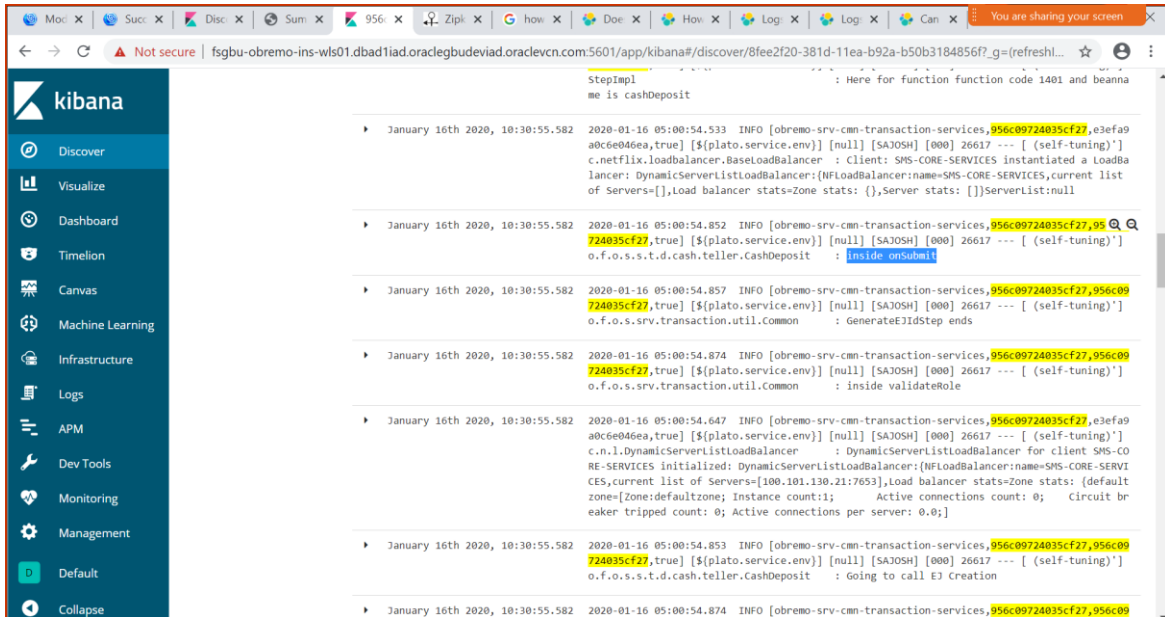 Mod
Succ
Disc
Sum
956c
Zipk
how
Doe
How
Log
Log
Can
You are sharing your screen
Not secure | fsgbu-obremo-ins-wls01.dbad1iad.oraclegbudeviad.oraclevcn.com:5601/app/kibana#/discover/8fee2f20-381d-11ea-b92a-b50b3184856f?_g=(refreshI...
kibana
Discover
Visualize
Dashboard
Timelion
Canvas
Machine Learning
Infrastructure
Logs
APM
Dev Tools
Monitoring
Management
D Default
Collapse
StepImpl : Here for function function code 1401 and beanna
me is cashDeposit
January 16th 2020, 10:30:55.582 2020-01-16 05:00:54.533 INFO [obremo-srv-cmn-transaction-services,956c09724035cf27,e3efa9
a0c6e046ea,true] [${plato.service.env}] [null] [SAJOSH] [000] 26617 --- [ (self-tuning)']
c.netflix.loadbalancer.BaseLoadBalancer : Client: SMS-CORE-SERVICES instantiated a LoadBa
lancer: DynamicServerListLoadBalancer:{NFLoadBalancer:name=SMS-CORE-SERVICES,current list
of Servers=[],Load balancer stats=Zone stats: {},Server stats: []}ServerList:null
January 16th 2020, 10:30:55.582 2020-01-16 05:00:54.852 INFO [obremo-srv-cmn-transaction-services,956c09724035cf27,95
724035cf27,true] [${plato.service.env}] [null] [SAJOSH] [000] 26617 --- [ (self-tuning)']
o.f.o.s.s.t.d.cash.teller.CashDeposit : inside onSubmit
January 16th 2020, 10:30:55.582 2020-01-16 05:00:54.857 INFO [obremo-srv-cmn-transaction-services,956c09724035cf27,956c09
724035cf27,true] [${plato.service.env}] [null] [SAJOSH] [000] 26617 --- [ (self-tuning)']
o.f.o.s.srv.transaction.util.Common : GenerateEJIdStep ends
January 16th 2020, 10:30:55.582 2020-01-16 05:00:54.874 INFO [obremo-srv-cmn-transaction-services,956c09724035cf27,956c09
724035cf27,true] [${plato.service.env}] [null] [SAJOSH] [000] 26617 --- [ (self-tuning)']
o.f.o.s.srv.transaction.util.Common : inside validateRole
January 16th 2020, 10:30:55.582 2020-01-16 05:00:54.647 INFO [obremo-srv-cmn-transaction-services,956c09724035cf27,e3efa9
a0c6e046ea,true] [${plato.service.env}] [null] [SAJOSH] [000] 26617 --- [ (self-tuning)']
c.n.l.DynamicServerListLoadBalancer : DynamicServerListLoadBalancer for client SMS-CO
RE-SERVICES initialized: DynamicServerListLoadBalancer:{NFLoadBalancer:name=SMS-CORE-SERVI
CES,current list of Servers=[100.101.130.21:7653],Load balancer stats=Zone stats: {default
zone=[Zone:defaultzone; Instance count:1; Active connections count: 0; Circuit br
eaker tripped count: 0; Active connections per server: 0.0;]
January 16th 2020, 10:30:55.582 2020-01-16 05:00:54.853 INFO [obremo-srv-cmn-transaction-services,956c09724035cf27,956c09
724035cf27,true] [${plato.service.env}] [null] [SAJOSH] [000] 26617 --- [ (self-tuning)']
o.f.o.s.s.t.d.cash.teller.CashDeposit : Going to call EJ Creation
January 16th 2020, 10:30:55.582 2020-01-16 05:00:54.874 INFO [obremo-srv-cmn-transaction-services,956c09724035cf27,956c09